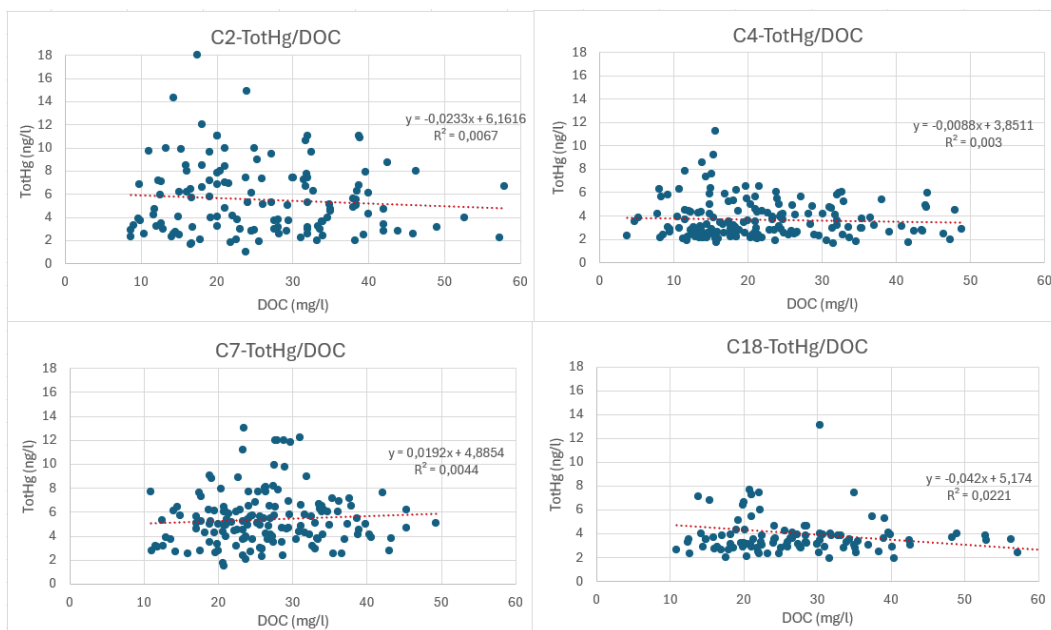 C2-TotHg/DOC
18
16
14
12
10
8
6
4
2
0
TotHg (ng/l)
y = -0,0233x + 6,1616
R² = 0,0067
0 10 20 30 40 50 60
DOC (mg/l)
C4-TotHg/DOC
18
16
14
12
10
8
6
4
2
0
TotHg (ng/l)
y = -0,0088x + 3,8511
R² = 0,003
0 10 20 30 40 50 60
DOC (mg/l)
C7-TotHg/DOC
18
16
14
12
10
8
6
4
2
0
TotHg (ng/l)
y = 0,0192x + 4,8854
R² = 0,0044
0 10 20 30 40 50 60
DOC (mg/l)
C18-TotHg/DOC
18
16
14
12
10
8
6
4
2
0
TotHg (ng/l)
y = -0,042x + 5,174
R² = 0,0221
0 10 20 30 40 50 60
DOC (mg/l)